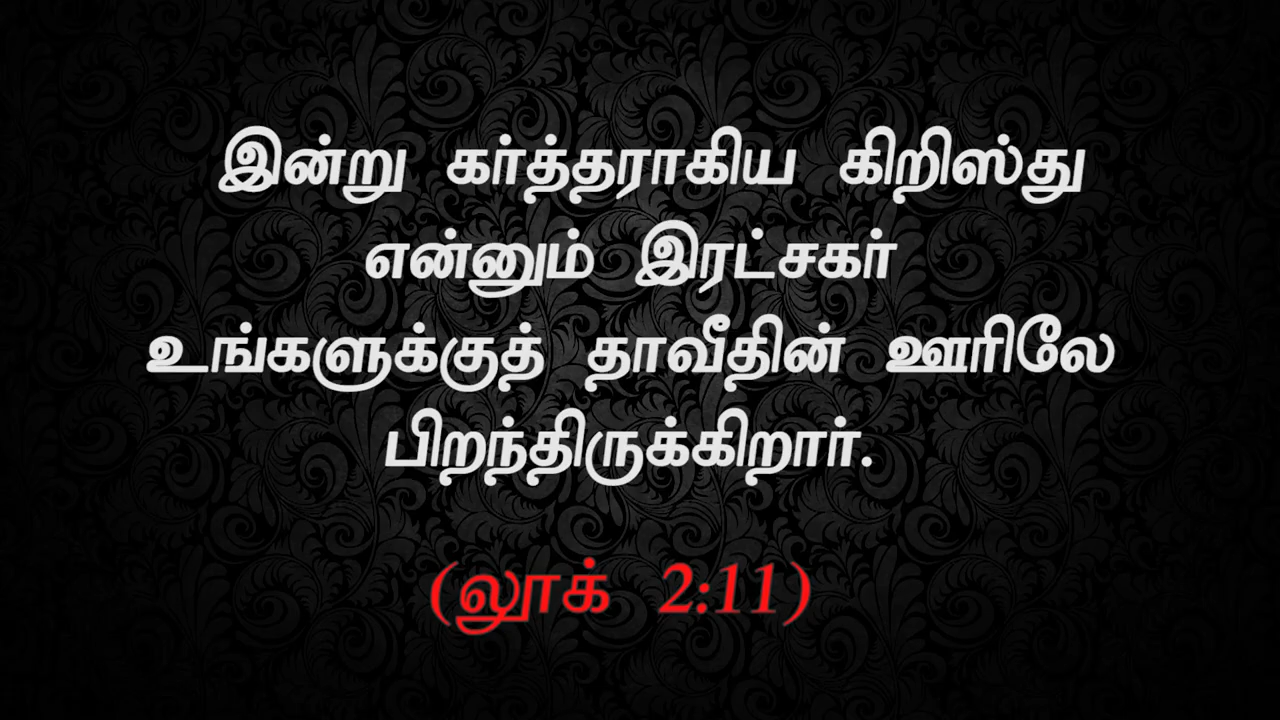 இன்று கர்த்தராகிய கிறிஸ்து
என்னும் இரட்சகர்
உங்களுக்குத் தாவீதின் ஊரிலே
பிறந்திருக்கிறார்.
(லூக் 2:11)